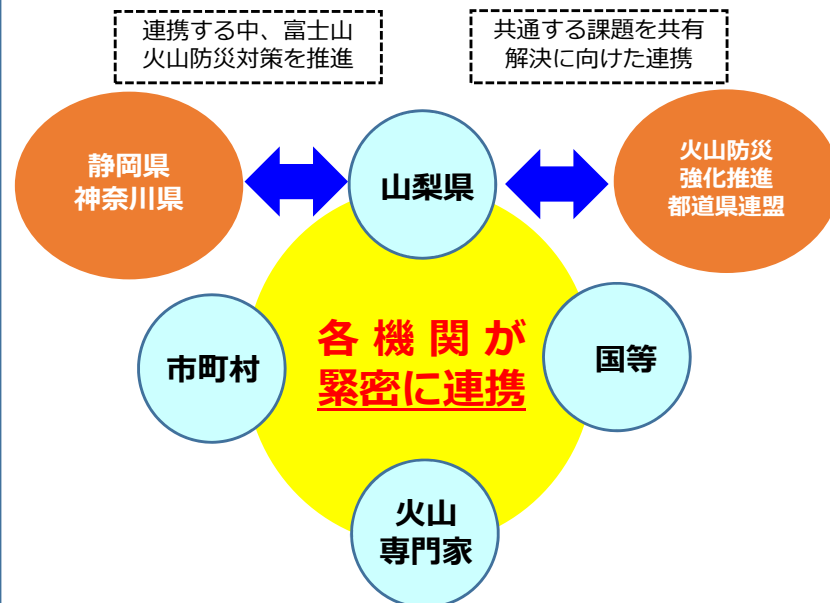 連携する中、富士山
火山防災対策を推進
共通する課題を共有
解決に向けた連携
静岡県
神奈川県
山梨県
火山防災
強化推進
都道県連盟
各機関が
緊密に連携
市町村
国等
火山
専門家